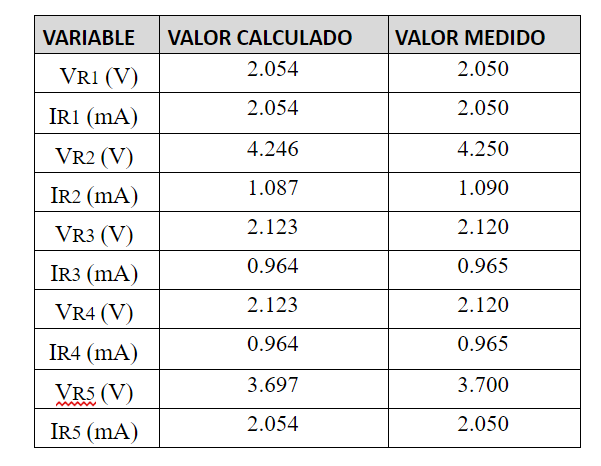 VARIABLE VALOR CALCULADO VALOR MEDIDO
VR1 (V) 2.054 2.050
IR1 (mA) 2.054 2.050
VR2 (V) 4.246 4.250
IR2 (mA) 1.087 1.090
VR3 (V) 2.123 2.120
IR3 (mA) 0.964 0.965
VR4 (V) 2.123 2.120
IR4 (mA) 0.964 0.965
VR5 (V) 3.697 3.700
IR5 (mA) 2.054 2.050